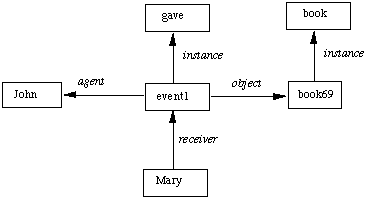 gave
book
instance
instance
agent
object
John
event1
book69
receiver
Mary